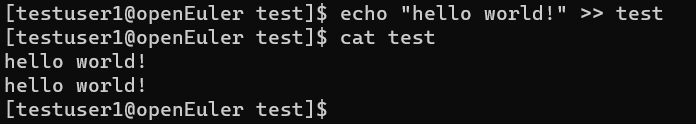 [testuser1@openEuler test]$ echo "hello world!" >> test
[testuser1@openEuler test]$ cat test
hello world!
hello world!
[testuser1@openEuler test]$